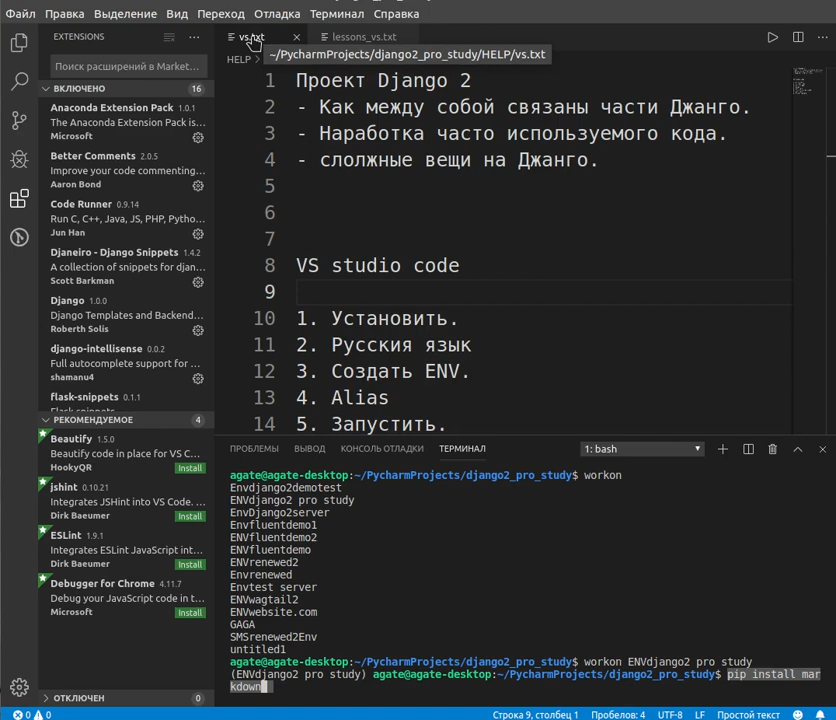 Файл Правка Выделение Вид Переход Отладка Терминал Справка
EXTENSIONS
vs.txt
lessons_vs.txt
~/PycharmProjects/django2_pro_study/HELP/vs.txt
HELP
Поиск расширений в Market...
ВКЛЮЧЕНО 16
Anaconda Extension Pack 1.0.1
The Anaconda Extension Pack is...
Microsoft
Better Comments 2.0.5
Improve your code commenting...
Aaron Bond
Code Runner 0.9.14
Run C, C++, Java, JS, PHP, Pytho...
Jun Han
Djaneiro - Django Snippets 1.4.2
A collection of snippets for djan...
Scott Barkman
Django 1.0.0
Django Templates and Backend...
Roberth Solís
django-intellisense 0.0.2
Full autocomplete support for ...
shamanu4
flask-snippets 0.1.1
Flask snippets
РЕКОМЕНДУЕМОЕ 4
Beautify 1.5.0
Beautify code in place for VS C...
HookyQR Install
jshint 0.10.21
Integrates JSHint into VS Code. ...
Dirk Baeumer Install
ESLint 1.9.1
Integrates ESLint JavaScript int...
Dirk Baeumer Install
Debugger for Chrome 4.11.7
Debug your JavaScript code in t...
Microsoft Install
ОТКЛЮЧЕН 0
1 Проект Django 2
2 - Как между собой связаны части Джанго.
3 - Наработка часто используемого кода.
4 - слолжные вещи на Джанго.
5
6
7
8 VS studio code
9
10 1. Установить.
11 2. Русския язык
12 3. Создать ENV.
13 4. Alias
14 5. Запустить.
ПРОБЛЕМЫ ВЫВОД КОНСОЛЬ ОТЛАДКИ ТЕРМИНАЛ 1: bash
agate@agate-desktop:~/PycharmProjects/django2_pro_study$ workon
Envdjango2demotest
ENVdjango2 pro study
EnvDjango2server
Envfluentdemo1
ENVfluentdemo2
ENVfluentdemo
ENVrenewed2
Envrenewed
Envtest server
ENVwagtail2
ENVwebsite.com
GAGA
SMSrenewed2Env
untitled1
agate@agate-desktop:~/PycharmProjects/django2_pro_study$ workon ENVdjango2 pro study
(ENVdjango2 pro study) agate@agate-desktop:~/PycharmProjects/django2_pro_study$ pip install mar
kdown
0 0 Строка 9, столбец 1 Пробелов: 4 UTF-8 LF Простой текст